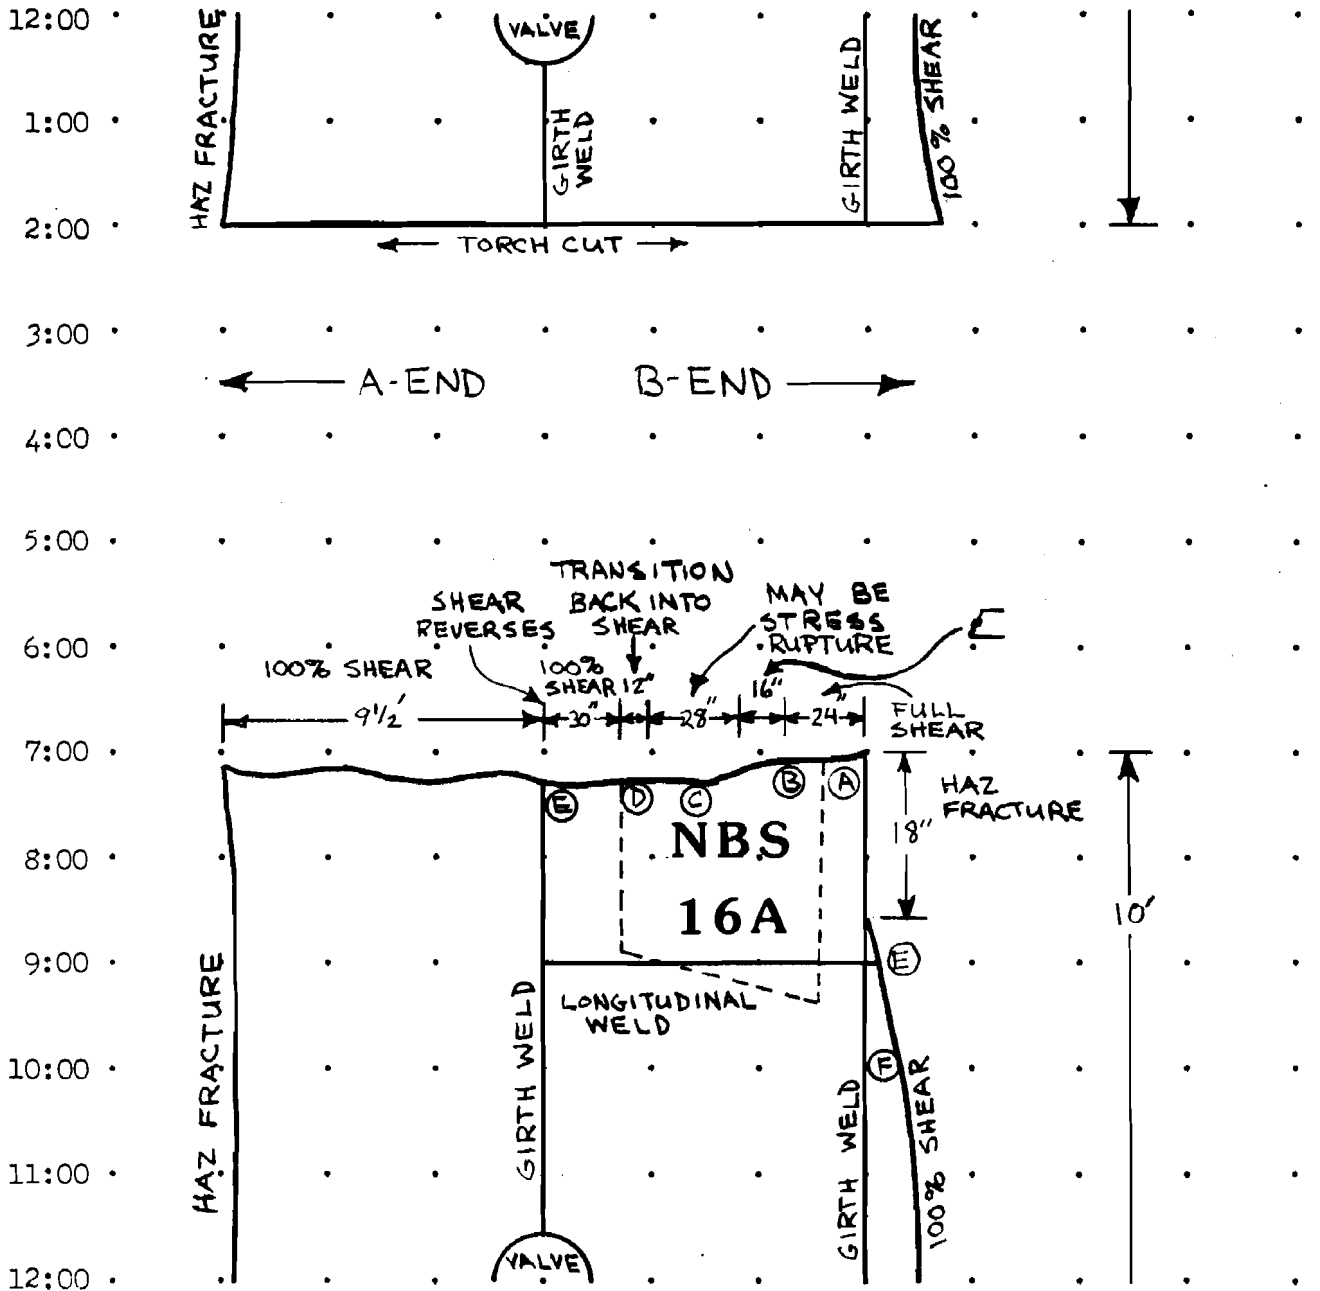 12:00
VALVE
HAZ FRACTURE
GIRTH WELD
100% SHEAR
1:00
GIRTH
WELD
2:00
TORCH CUT
3:00
A-END
B-END
4:00
5:00
TRANSITION
BACK INTO
SHEAR
SHEAR
REVERSES
MAY BE
STRESS
RUPTURE
℄
6:00
100% SHEAR
100%
SHEAR
12"
16"
9 1/2'
30"
28"
24"
FULL
SHEAR
7:00
E
D
C
B
A
HAZ
FRACTURE
18"
NBS
16A
8:00
10'
9:00
E
LONGITUDINAL
WELD
HAZ FRACTURE
GIRTH WELD
10:00
F
GIRTH WELD
100% SHEAR
11:00
VALVE
12:00